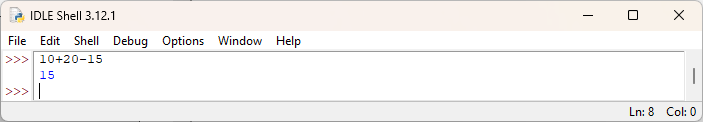 IDLE Shell 3.12.1
File Edit Shell Debug Options Window Help
>>> 10+20-15
15
>>>
Ln: 8 Col: 0